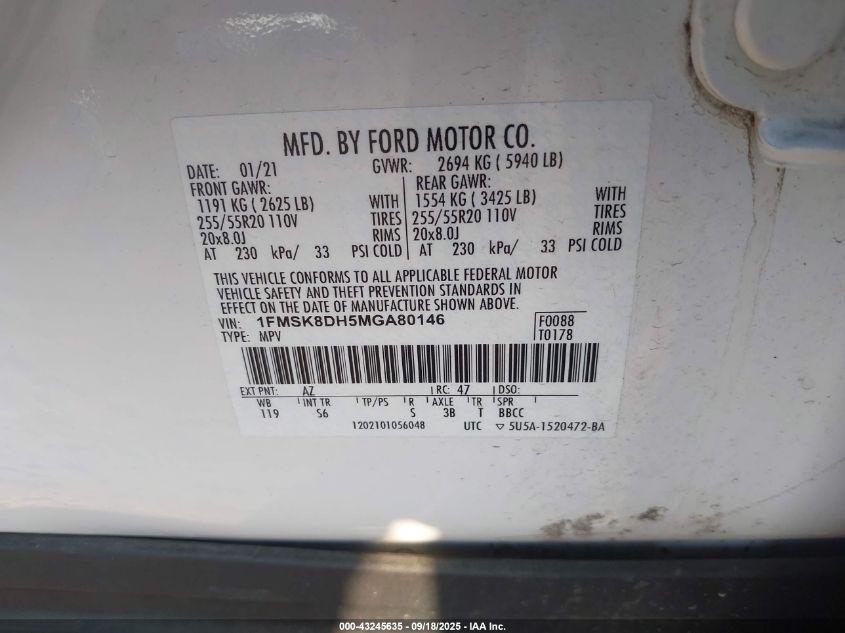 MFD. BY FORD MOTOR CO.
DATE: 01/21 GVWR: 2694 KG ( 5940 LB)
FRONT GAWR: REAR GAWR:
1191 KG ( 2625 LB) WITH 1554 KG ( 3425 LB) WITH
255/55R20 110V TIRES 255/55R20 110V TIRES
20x8.0J RIMS 20x8.0J RIMS
AT 230 kPa/ 33 PSI COLD AT 230 kPa/ 33 PSI COLD
THIS VEHICLE CONFORMS TO ALL APPLICABLE FEDERAL MOTOR
VEHICLE SAFETY AND THEFT PREVENTION STANDARDS IN
EFFECT ON THE DATE OF MANUFACTURE SHOWN ABOVE.
VIN: 1FMSK8DH5MGA80146 F0088
TYPE: MPV T0178
EXT PNT: AZ RC: 47 DSO:
WB INT TR TP/PS R AXLE TR SPR
119 S6 S 3B T BBCC
1202101056048 UTC ▽ 5U5A-1520472-BA
000-43245635 - 09/18/2025 - IAA Inc.